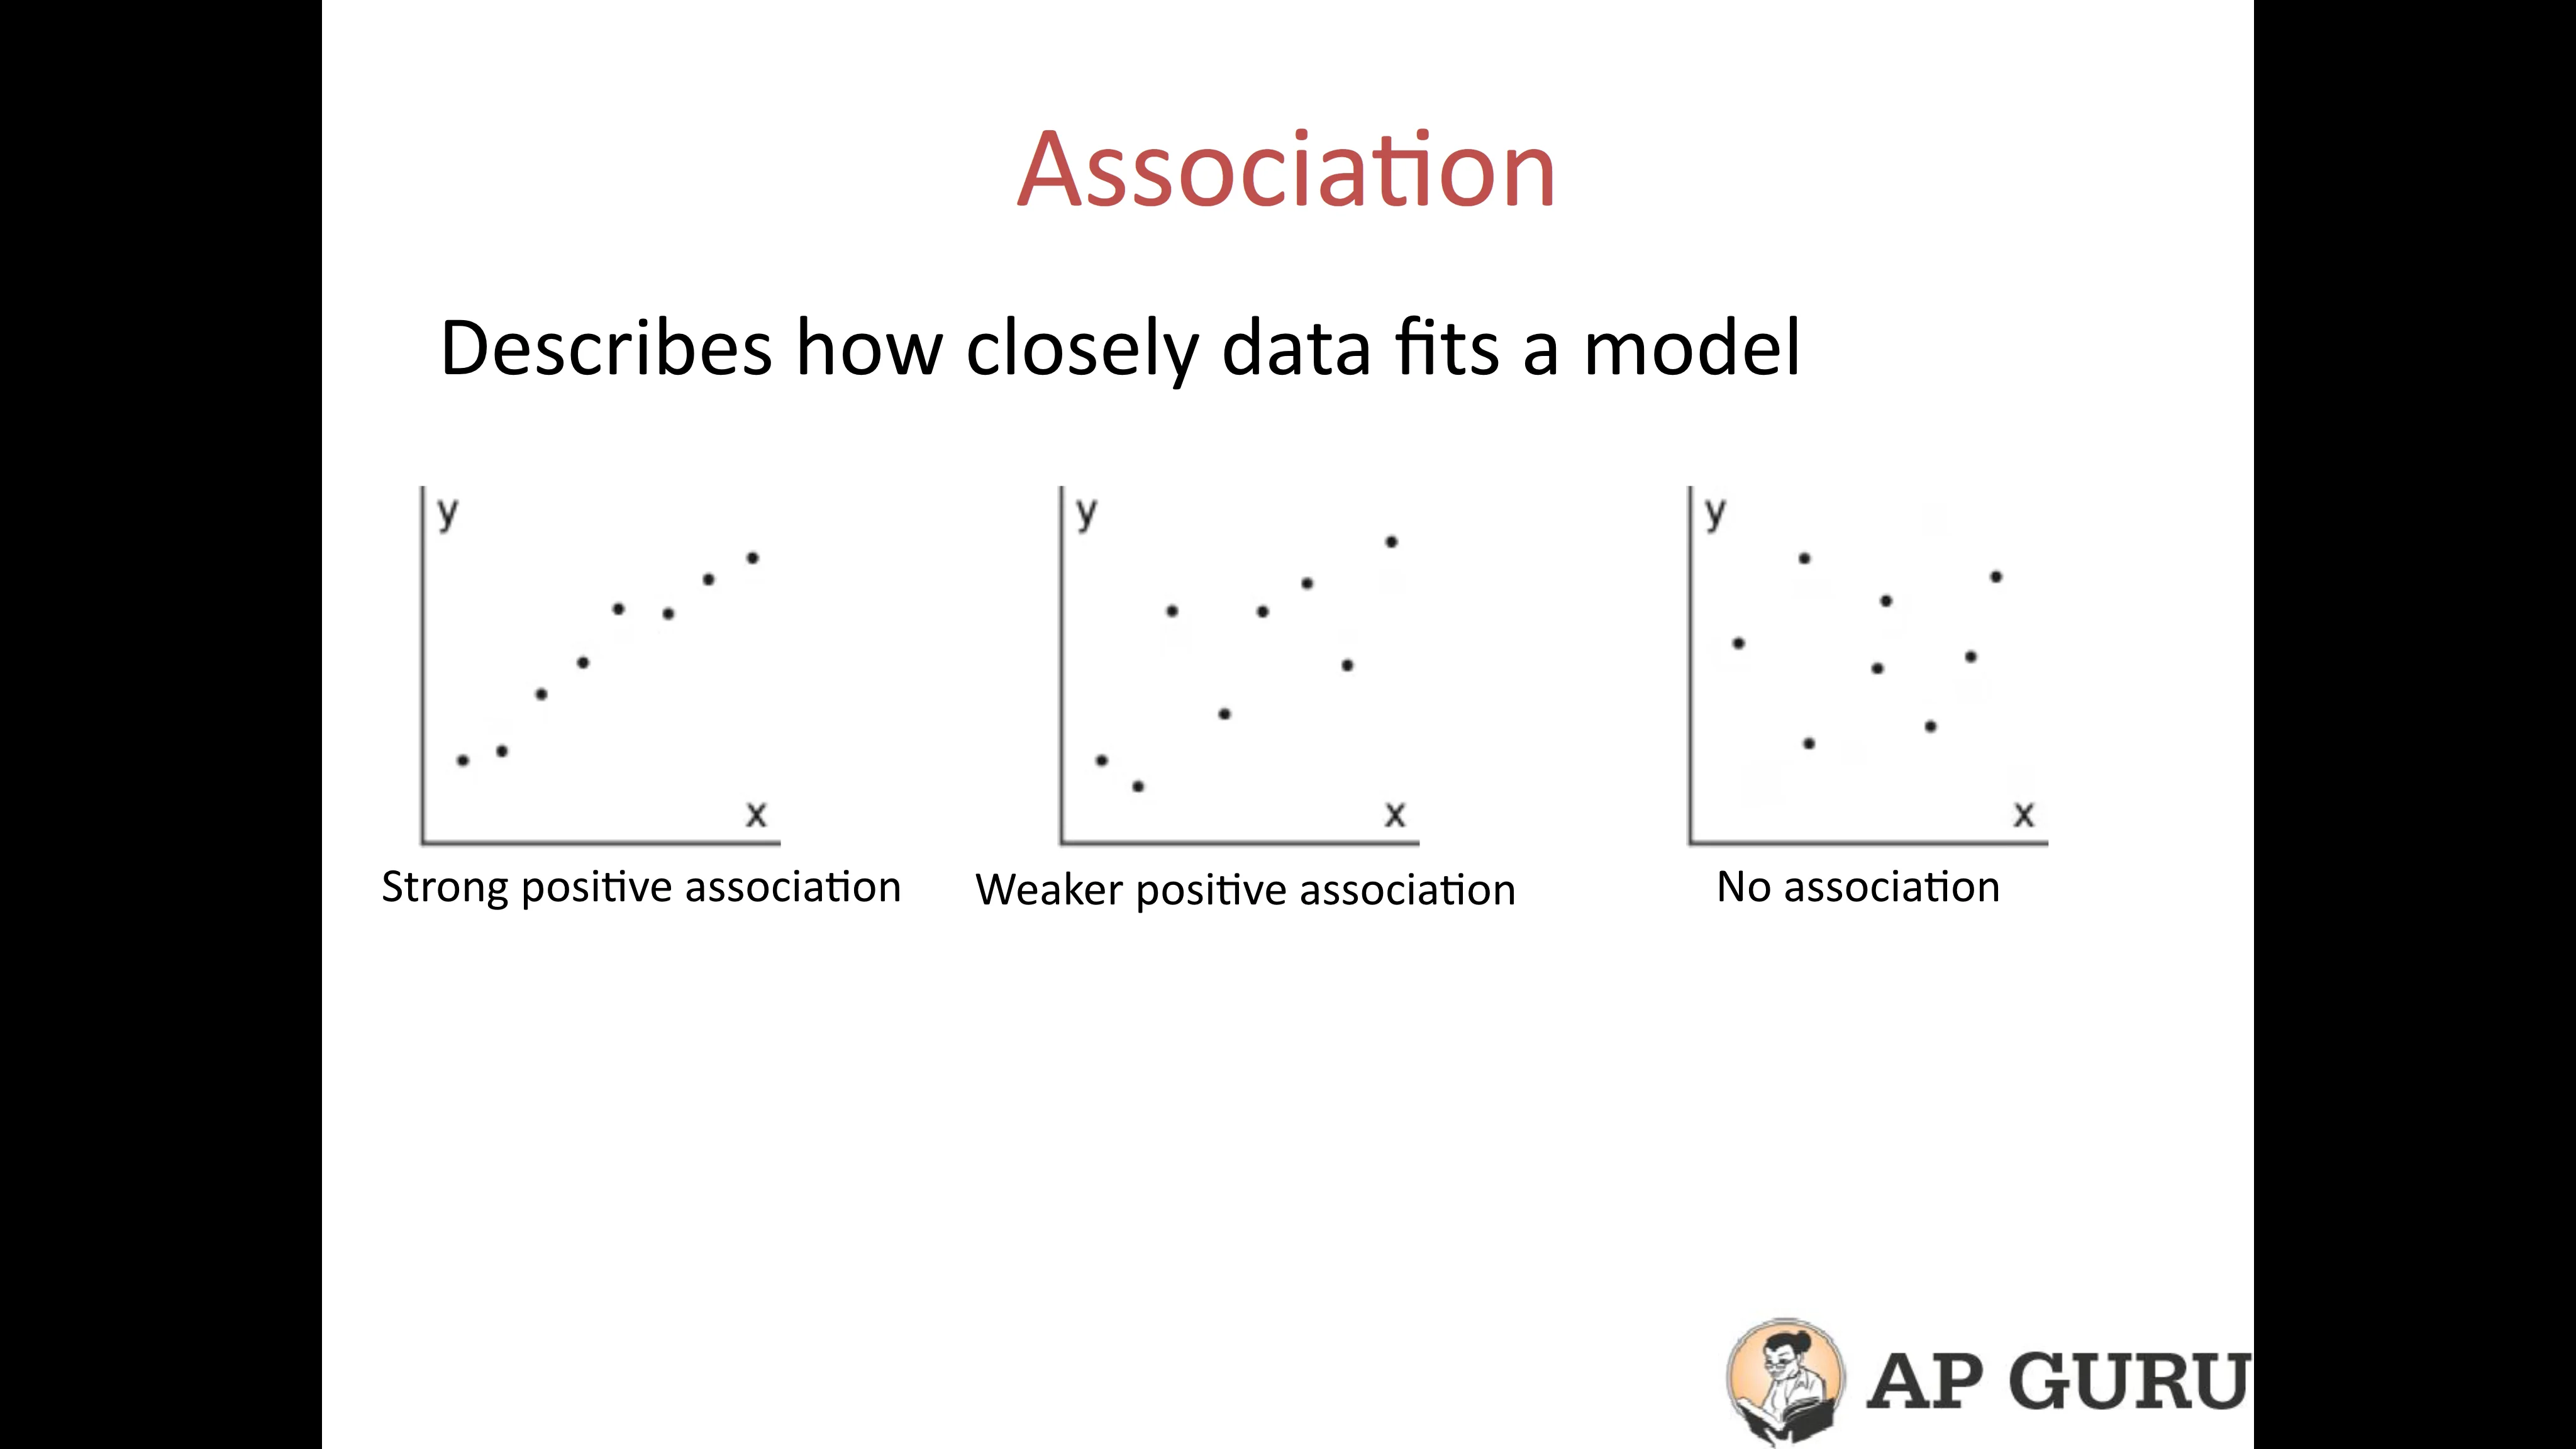 Association
Describes how closely data fits a model
y
x
Strong positive association
y
x
Weaker positive association
y
x
No association
AP GURU